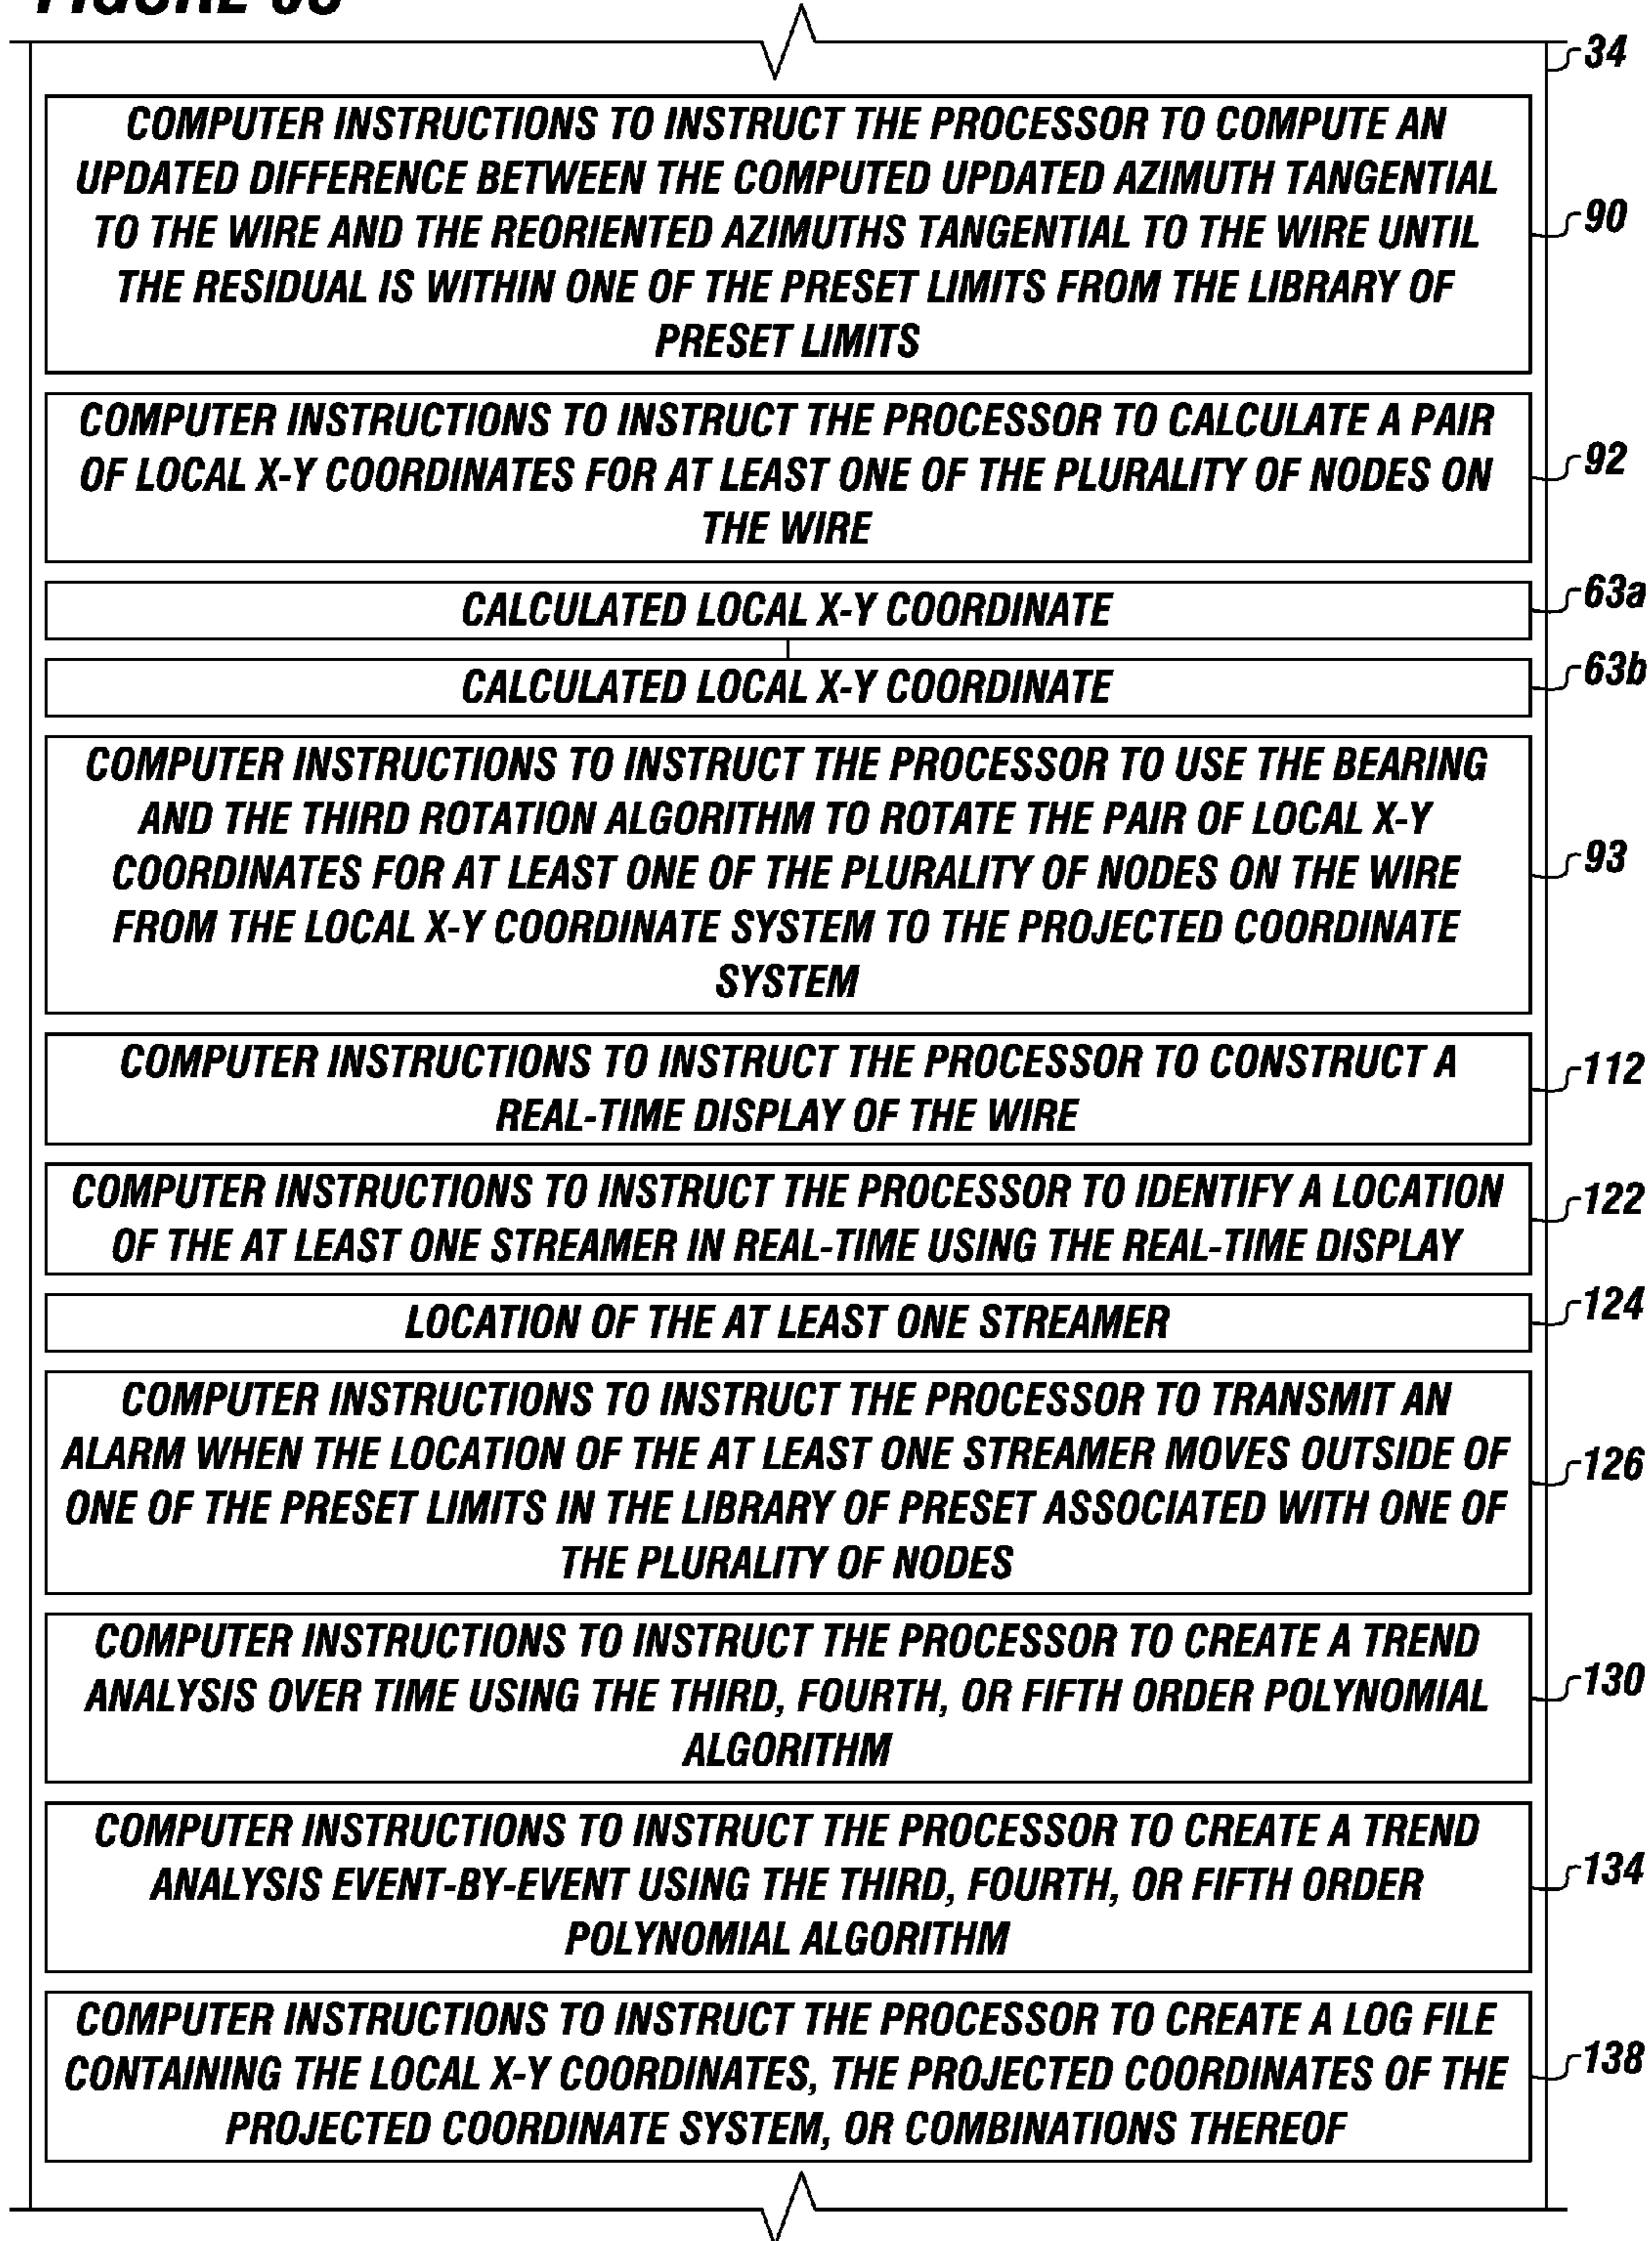 FIGURE
34
COMPUTER INSTRUCTIONS TO INSTRUCT THE PROCESSOR TO COMPUTE AN
UPDATED DIFFERENCE BETWEEN THE COMPUTED UPDATED AZIMUTH TANGENTIAL
TO THE WIRE AND THE REORIENTED AZIMUTHS TANGENTIAL TO THE WIRE UNTIL
THE RESIDUAL IS WITHIN ONE OF THE PRESET LIMITS FROM THE LIBRARY OF
PRESET LIMITS
90
COMPUTER INSTRUCTIONS TO INSTRUCT THE PROCESSOR TO CALCULATE A PAIR
OF LOCAL X-Y COORDINATES FOR AT LEAST ONE OF THE PLURALITY OF NODES ON
THE WIRE
92
CALCULATED LOCAL X-Y COORDINATE
63a
CALCULATED LOCAL X-Y COORDINATE
63b
COMPUTER INSTRUCTIONS TO INSTRUCT THE PROCESSOR TO USE THE BEARING
AND THE THIRD ROTATION ALGORITHM TO ROTATE THE PAIR OF LOCAL X-Y
COORDINATES FOR AT LEAST ONE OF THE PLURALITY OF NODES ON THE WIRE
FROM THE LOCAL X-Y COORDINATE SYSTEM TO THE PROJECTED COORDINATE
SYSTEM
93
COMPUTER INSTRUCTIONS TO INSTRUCT THE PROCESSOR TO CONSTRUCT A
REAL-TIME DISPLAY OF THE WIRE
112
COMPUTER INSTRUCTIONS TO INSTRUCT THE PROCESSOR TO IDENTIFY A LOCATION
OF THE AT LEAST ONE STREAMER IN REAL-TIME USING THE REAL-TIME DISPLAY
122
LOCATION OF THE AT LEAST ONE STREAMER
124
COMPUTER INSTRUCTIONS TO INSTRUCT THE PROCESSOR TO TRANSMIT AN
ALARM WHEN THE LOCATION OF THE AT LEAST ONE STREAMER MOVES OUTSIDE OF
ONE OF THE PRESET LIMITS IN THE LIBRARY OF PRESET ASSOCIATED WITH ONE OF
THE PLURALITY OF NODES
126
COMPUTER INSTRUCTIONS TO INSTRUCT THE PROCESSOR TO CREATE A TREND
ANALYSIS OVER TIME USING THE THIRD, FOURTH, OR FIFTH ORDER POLYNOMIAL
ALGORITHM
130
COMPUTER INSTRUCTIONS TO INSTRUCT THE PROCESSOR TO CREATE A TREND
ANALYSIS EVENT-BY-EVENT USING THE THIRD, FOURTH, OR FIFTH ORDER
POLYNOMIAL ALGORITHM
134
COMPUTER INSTRUCTIONS TO INSTRUCT THE PROCESSOR TO CREATE A LOG FILE
CONTAINING THE LOCAL X-Y COORDINATES, THE PROJECTED COORDINATES OF THE
PROJECTED COORDINATE SYSTEM, OR COMBINATIONS THEREOF
138